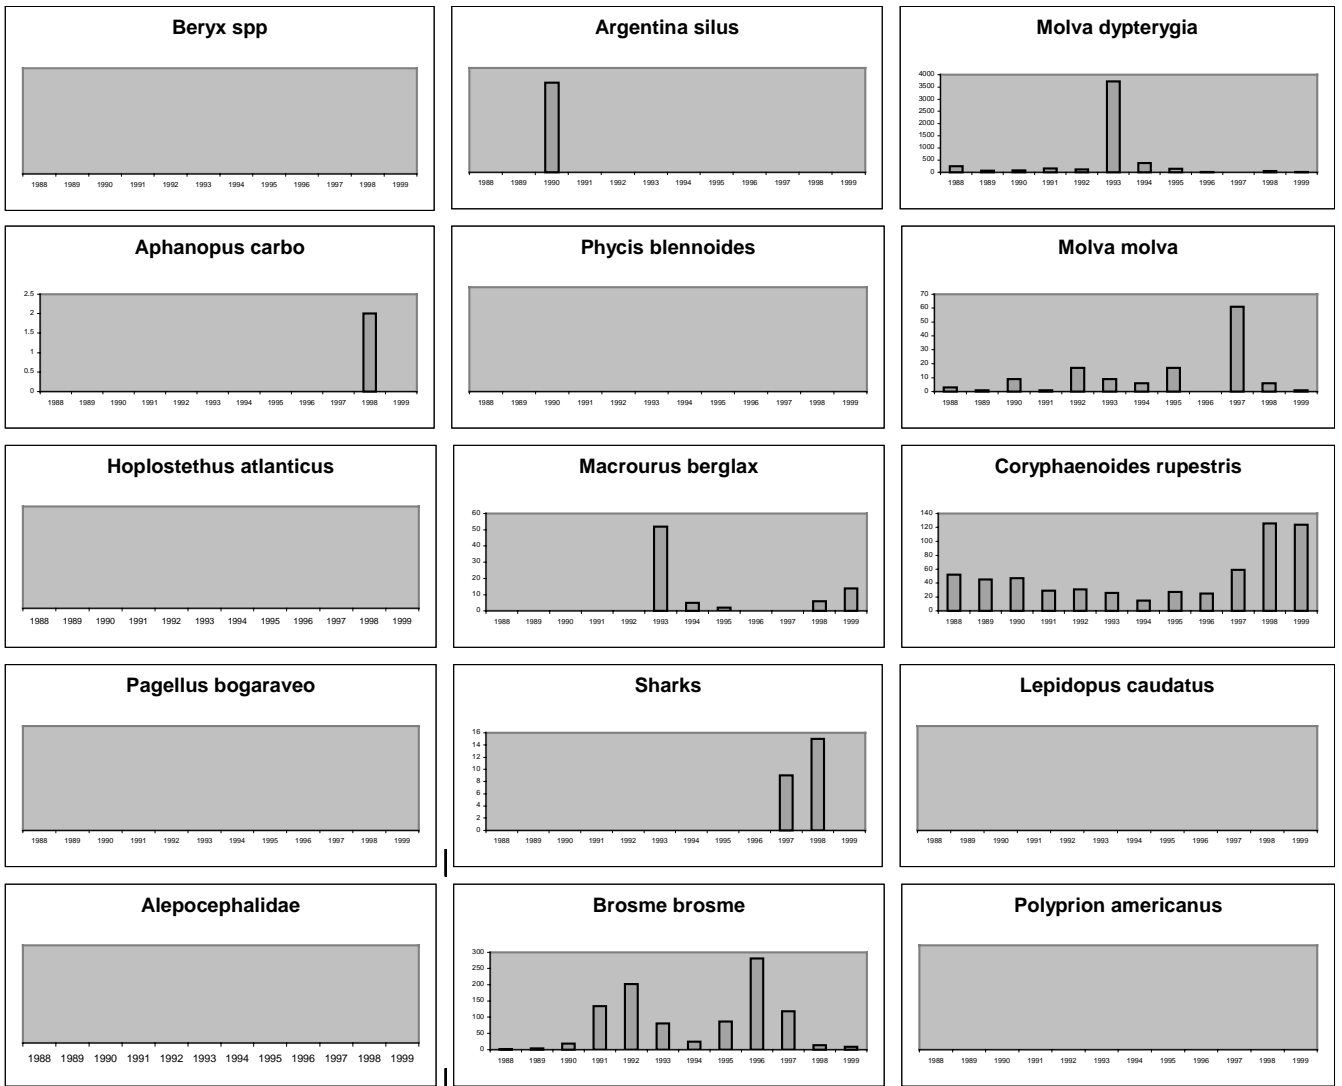 Beryx spp
1988 1989 1990 1991 1992 1993 1994 1995 1996 1997 1998 1999
Argentina silus
1988 1989 1990 1991 1992 1993 1994 1995 1996 1997 1998 1999
Molva dypterygia
4000
3500
3000
2500
2000
1500
1000
500
0
1988 1989 1990 1991 1992 1993 1994 1995 1996 1997 1998 1999
Aphanopus carbo
2.5
2
1.5
1
0.5
0
1988 1989 1990 1991 1992 1993 1994 1995 1996 1997 1998 1999
Phycis blennoides
1988 1989 1990 1991 1992 1993 1994 1995 1996 1997 1998 1999
Molva molva
70
60
50
40
30
20
10
0
1988 1989 1990 1991 1992 1993 1994 1995 1996 1997 1998 1999
Hoplostethus atlanticus
1988 1989 1990 1991 1992 1993 1994 1995 1996 1997 1998 1999
Macrourus berglax
60
50
40
30
20
10
0
1988 1989 1990 1991 1992 1993 1994 1995 1996 1997 1998 1999
Coryphaenoides rupestris
140
120
100
80
60
40
20
0
1988 1989 1990 1991 1992 1993 1994 1995 1996 1997 1998 1999
Pagellus bogaraveo
1988 1989 1990 1991 1992 1993 1994 1995 1996 1997 1998 1999
Sharks
16
14
12
10
8
6
4
2
0
1988 1989 1990 1991 1992 1993 1994 1995 1996 1997 1998 1999
Lepidopus caudatus
1988 1989 1990 1991 1992 1993 1994 1995 1996 1997 1998 1999
Alepocephalidae
1988 1989 1990 1991 1992 1993 1994 1995 1996 1997 1998 1999
Brosme brosme
300
250
200
150
100
50
0
1988 1989 1990 1991 1992 1993 1994 1995 1996 1997 1998 1999
Polyprion americanus
1988 1989 1990 1991 1992 1993 1994 1995 1996 1997 1998 1999